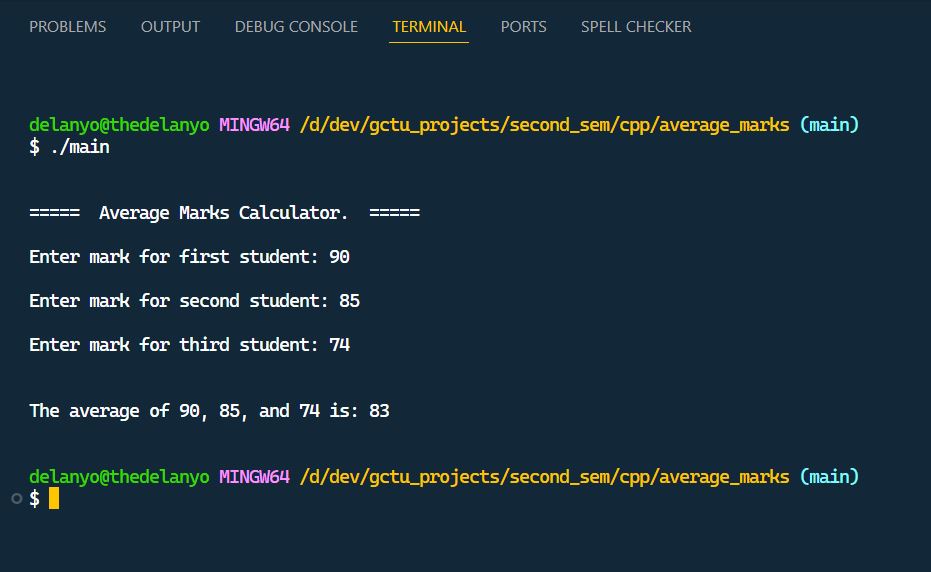 PROBLEMS OUTPUT DEBUG CONSOLE TERMINAL PORTS SPELL CHECKER
delanyo@thedelanyo MINGW64 /d/dev/gctu_projects/second_sem/cpp/average_marks (main)
$ ./main
===== Average Marks Calculator. =====
Enter mark for first student: 90
Enter mark for second student: 85
Enter mark for third student: 74
The average of 90, 85, and 74 is: 83
delanyo@thedelanyo MINGW64 /d/dev/gctu_projects/second_sem/cpp/average_marks (main)
$